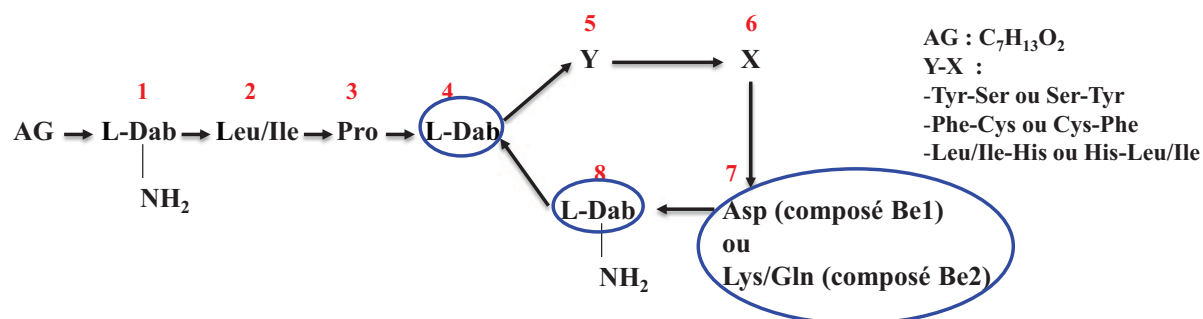 5 6
Y X
AG : C7H13O2
Y-X :
-Tyr-Ser ou Ser-Tyr
-Phe-Cys ou Cys-Phe
-Leu/Ile-His ou His-Leu/Ile
1 2 3 4
AG L-Dab Leu/Ile Pro L-Dab
NH2
8 7
L-Dab Asp (composé Be1)
ou
Lys/Gln (composé Be2)
NH2